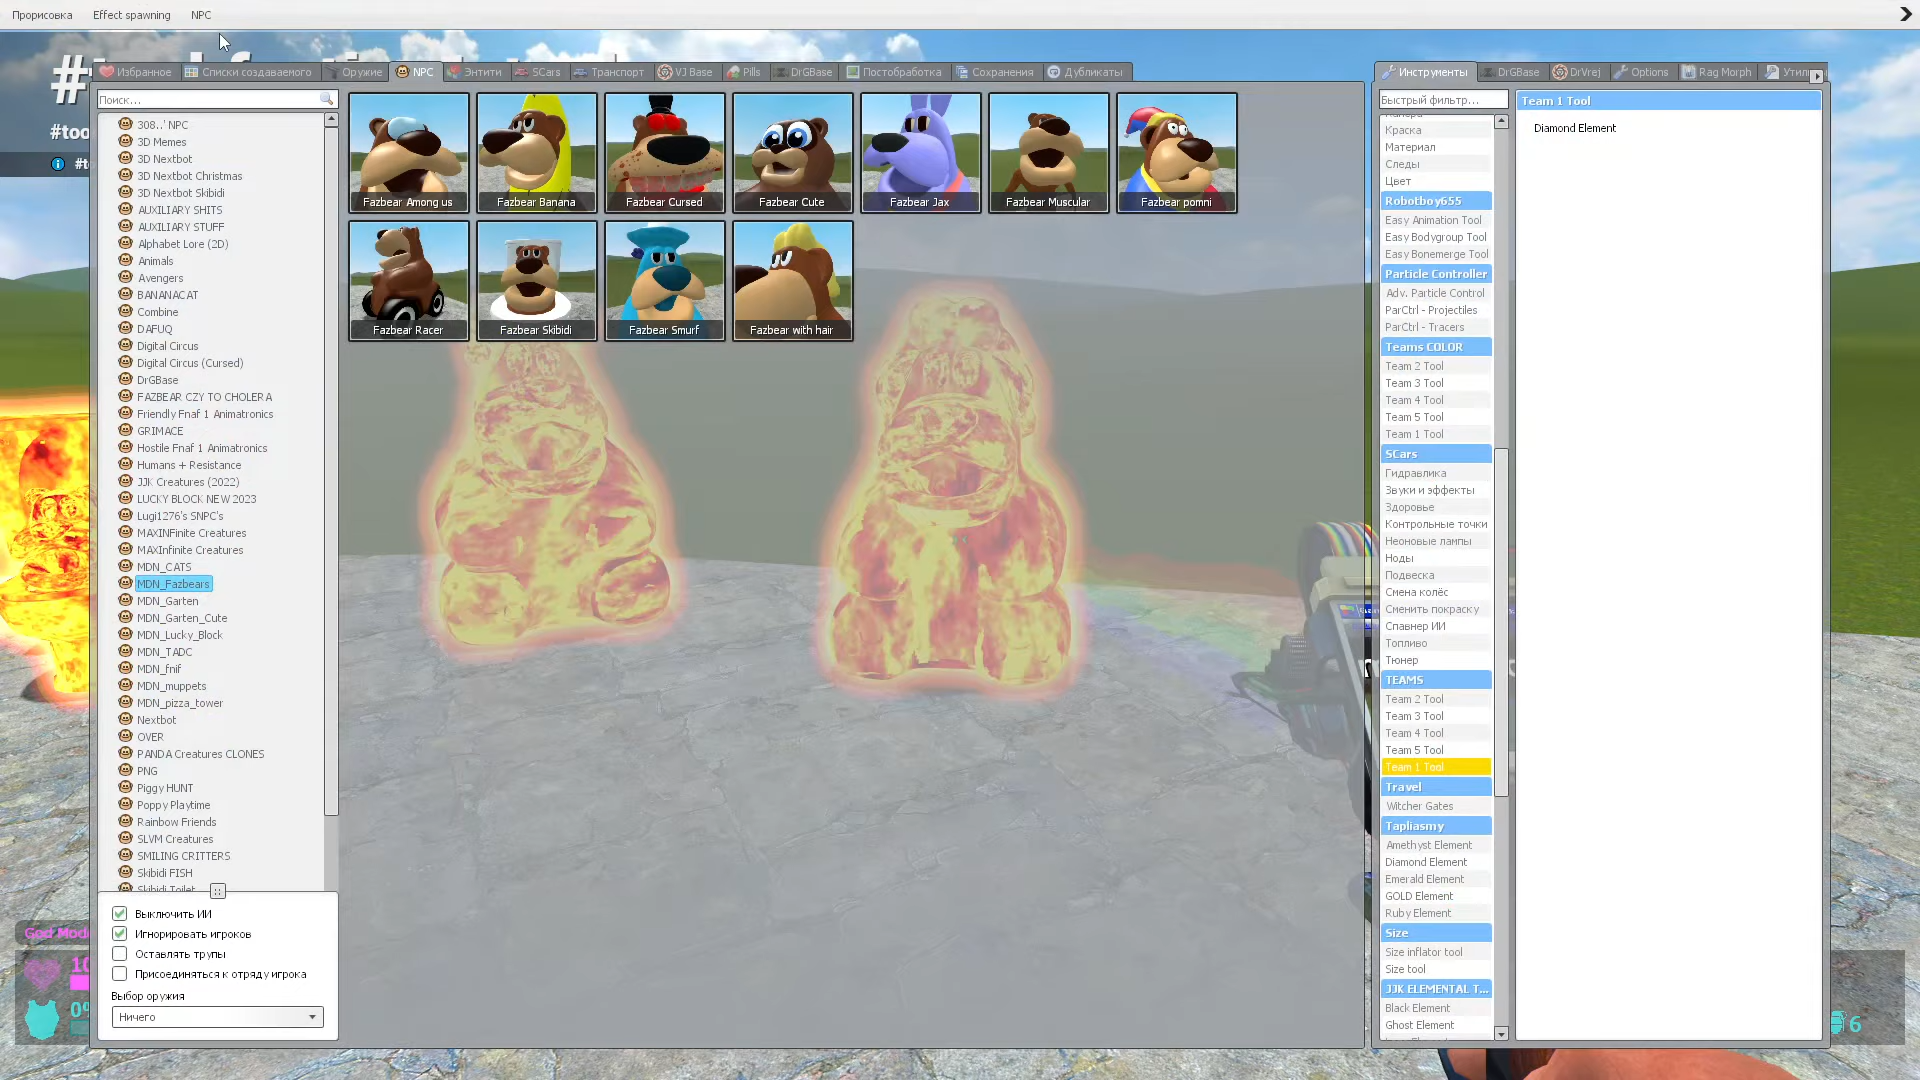 Прорисовка
Effect spawning
NPC
#too
#to
Избранное
Списки создаваемого
Оружие
NPC
Энтити
SCars
Транспорт
VJ Base
Pills
DrGBase
Постобработка
Сохранения
Дубликаты
Поиск...
308..' NPC
3D Memes
3D Nextbot
3D Nextbot Christmas
3D Nextbot Skibidi
AUXILIARY SHITS
AUXILIARY STUFF
Alphabet Lore (2D)
Animals
Avengers
BANANACAT
Combine
DAFUQ
Digital Circus
Digital Circus (Cursed)
DrGBase
FAZBEAR CZY TO CHOLERA
Friendly Fnaf 1 Animatronics
GRIMACE
Hostile Fnaf 1 Animatronics
Humans + Resistance
JJK Creatures (2022)
LUCKY BLOCK NEW 2023
Lugi1276's SNPC's
MAXINFinite Creatures
MAXInfinite Creatures
MDN_CATS
MDN_Fazbears
MDN_Garten
MDN_Garten_Cute
MDN_Lucky_Block
MDN_TADC
MDN_fnif
MDN_muppets
MDN_pizza_tower
Nextbot
OVER
PANDA Creatures CLONES
PNG
Piggy HUNT
Poppy Playtime
Rainbow Friends
SLVM Creatures
SMILING CRITTERS
Skibidi FISH
Skibidi Toilet
Выключить ИИ
Игнорировать игроков
Оставлять трупы
Присоединяться к отряду игрока
Выбор оружия
Ничего
God Mode
10
0%
Fazbear Among us
Fazbear Banana
Fazbear Cursed
Fazbear Cute
Fazbear Jax
Fazbear Muscular
Fazbear pomni
Fazbear Racer
Fazbear Skibidi
Fazbear Smurf
Fazbear with hair
Инструменты
DrGBase
DrVrej
Options
Rag Morph
Утили
Быстрый фильтр...
Краска
Материал
Следы
Цвет
Robotboy655
Easy Animation Tool
Easy Bodygroup Tool
Easy Bonemerge Tool
Particle Controller
Adv. Particle Control
ParCtrl - Projectiles
ParCtrl - Tracers
Teams COLOR
Team 2 Tool
Team 3 Tool
Team 4 Tool
Team 5 Tool
Team 1 Tool
SCars
Гидравлика
Звуки и эффекты
Здоровье
Контрольные точки
Неоновые лампы
Ноды
Подвеска
Смена колёс
Сменить покраску
Спавнер ИИ
Топливо
Тюнер
TEAMS
Team 2 Tool
Team 3 Tool
Team 4 Tool
Team 5 Tool
Team 1 Tool
Travel
Witcher Gates
Tapliasmy
Amethyst Element
Diamond Element
Emerald Element
GOLD Element
Ruby Element
Size
Size inflator tool
Size tool
JJK ELEMENTAL T...
Black Element
Ghost Element
Team 1 Tool
Diamond Element
6